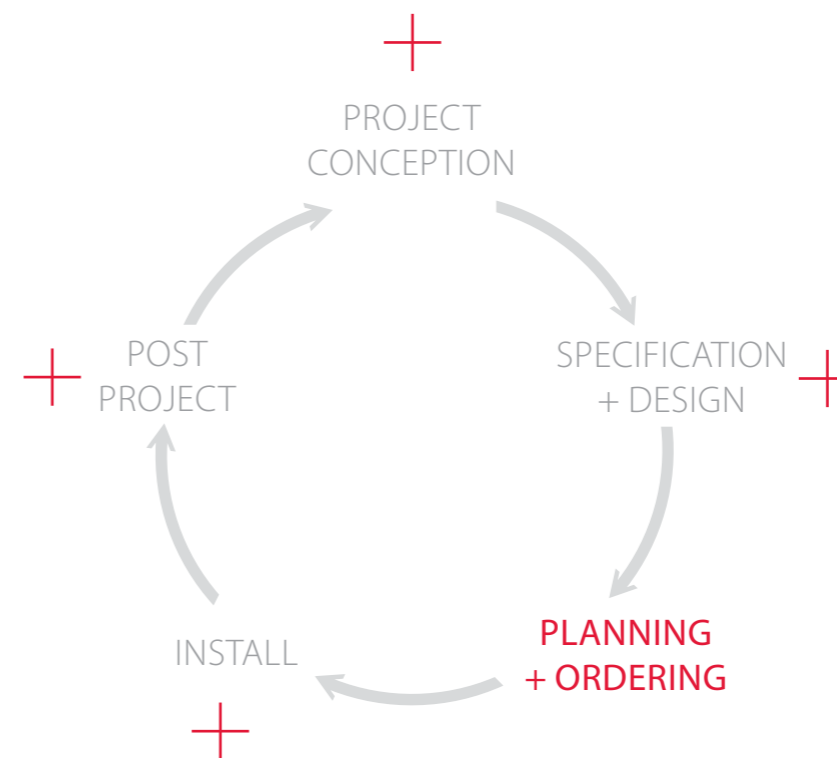 PROJECT
CONCEPTION
SPECIFICATION
+ DESIGN
PLANNING
+ ORDERING
INSTALL
POST
PROJECT